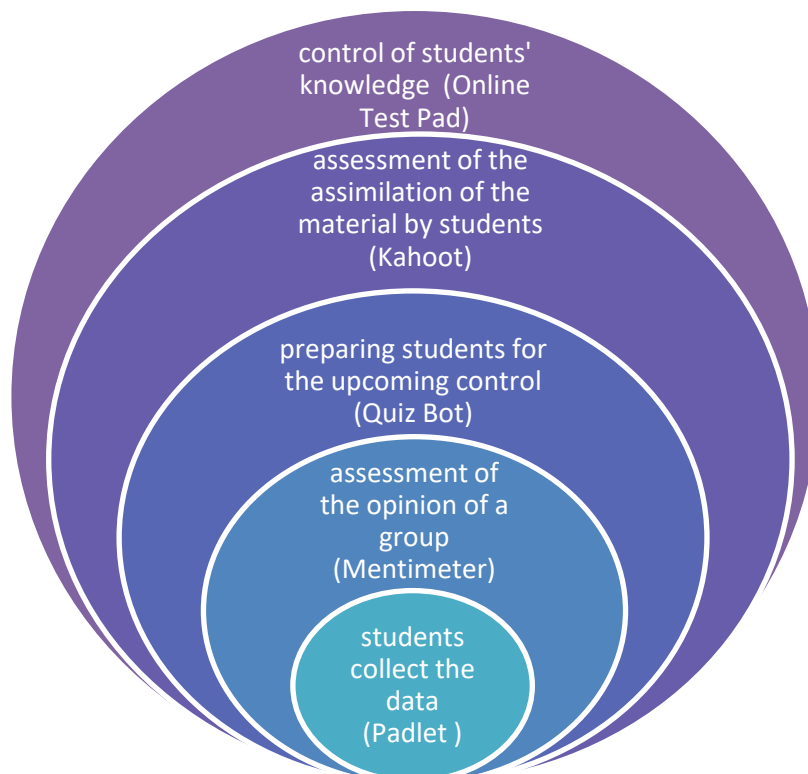 control of students'
knowledge (Online
Test Pad)
assessment of the
assimilation of the
material by students
(Kahoot)
preparing students for
the upcoming control
(Quiz Bot)
assessment of
the opinion of a
group
(Mentimeter)
students
collect the
data
(Padlet )